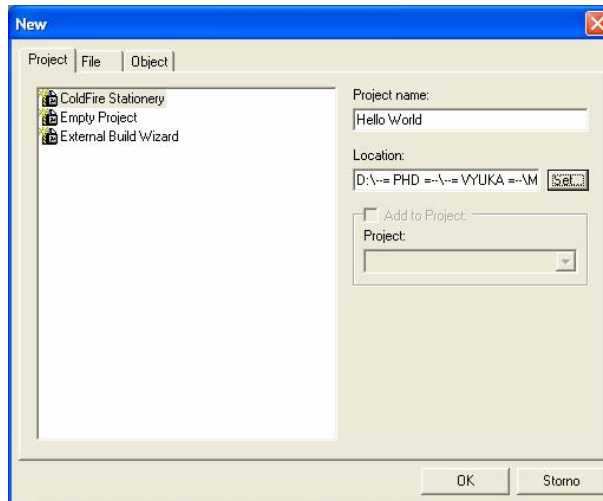 New
Project File Object
ColdFire Stationery
Empty Project
External Build Wizard
Project name:
Hello World
Location:
D:\--= PHD =--\--= VYUKA =--\M
Set...
Add to Project:
Project:
OK Storno